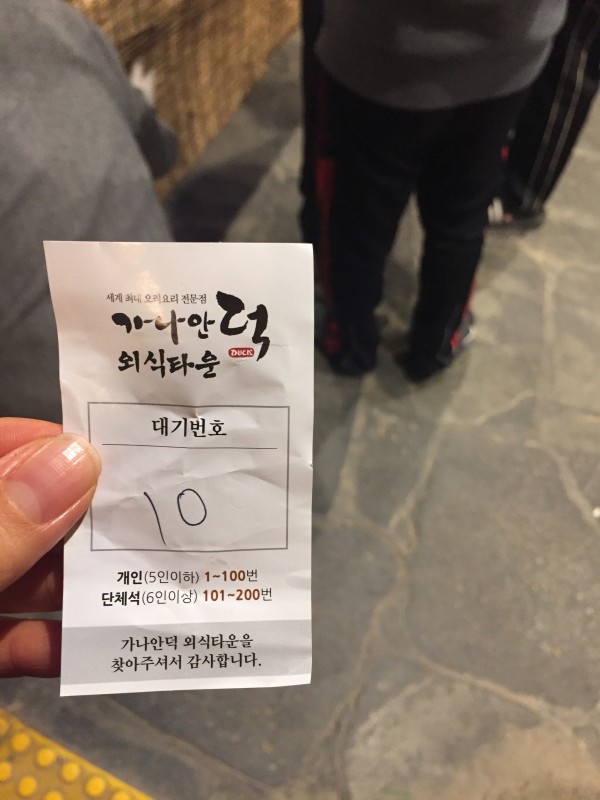 세계 최대 오리요리 전문점
가나안덕
DUCK
외식타운
대기번호
10
개인(5인이하) 1~100번
단체석(6인이상) 101~200번
가나안덕 외식타운을
찾아주셔서 감사합니다.